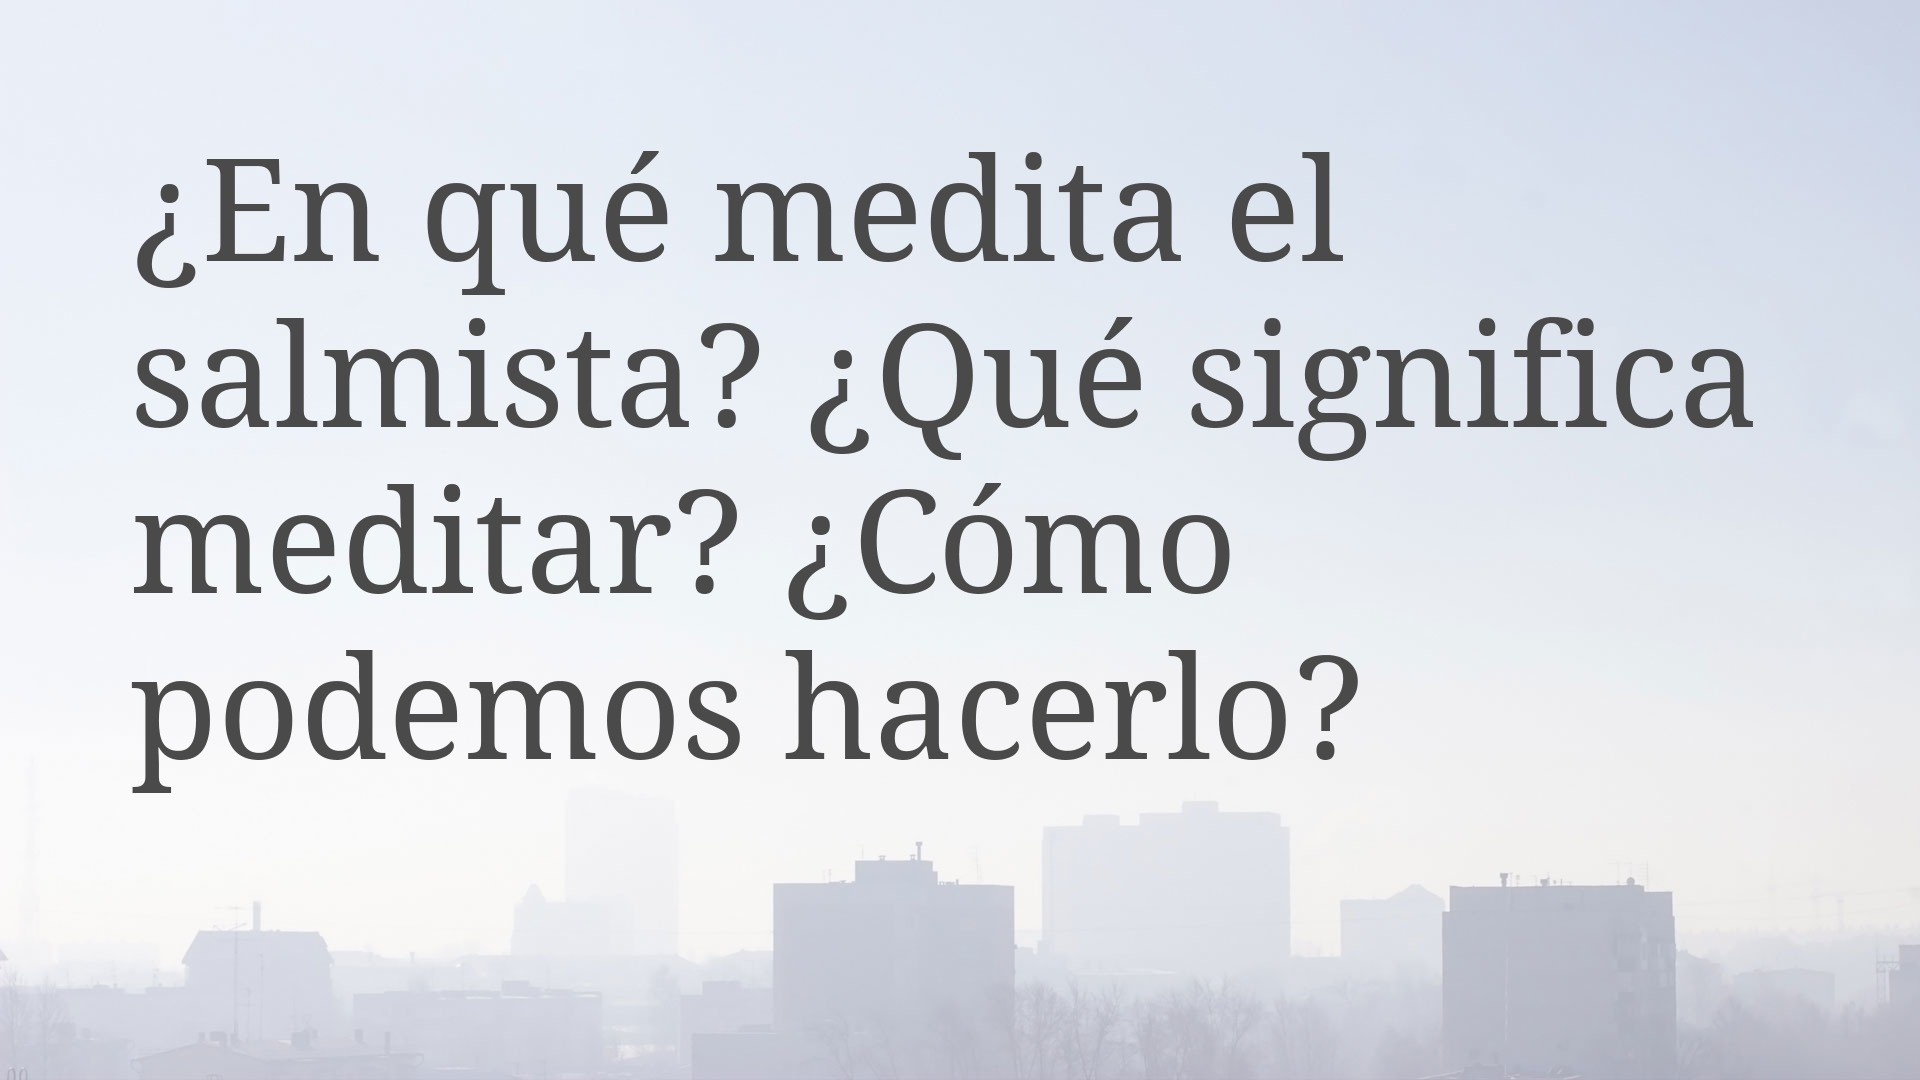 ¿En qué medita el
salmista? ¿Qué significa
meditar? ¿Cómo
podemos hacerlo?